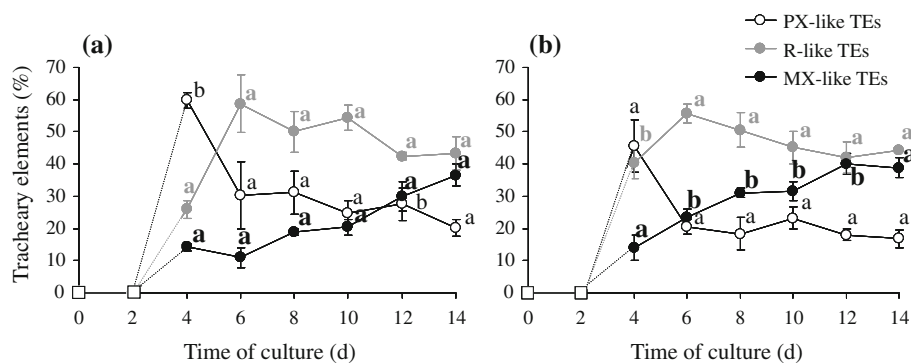 (a)
(b)
PX-like TEs
R-like TEs
MX-like TEs
Tracheary elements (%)
70
60
50
40
30
20
10
0
b
a
a
a
a
a
a
a
a
a
b
a
a
a
a
a
a
a
0 2 4 6 8 10 12 14
Time of culture (d)
70
60
50
40
30
20
10
0
a
b
a
a
a
a
a
a
b
b
b
b
a
a
a
a
a
a
0 2 4 6 8 10 12 14
Time of culture (d)